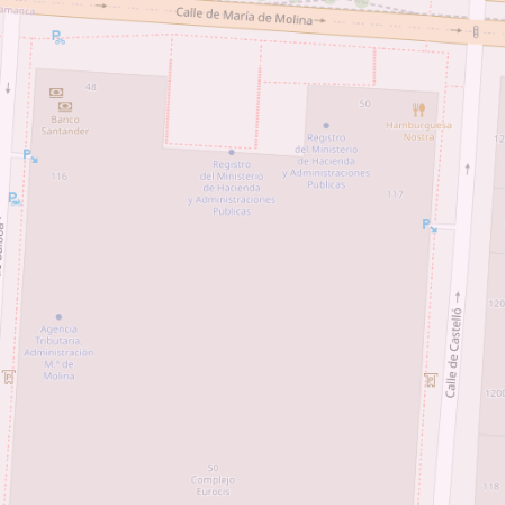 Calle de María de Molina
48
Banco
Santander
50
Hamburguesa
Nostra
Registro
del Ministerio
de Hacienda
y Administraciones
Públicas
Registro
del Ministerio
de Hacienda
y Administraciones
Públicas
116
117
Agencia
Tributaria,
Administración
M.ª de
Molina
Calle de Castelló
50
Complejo
Eurocis
118